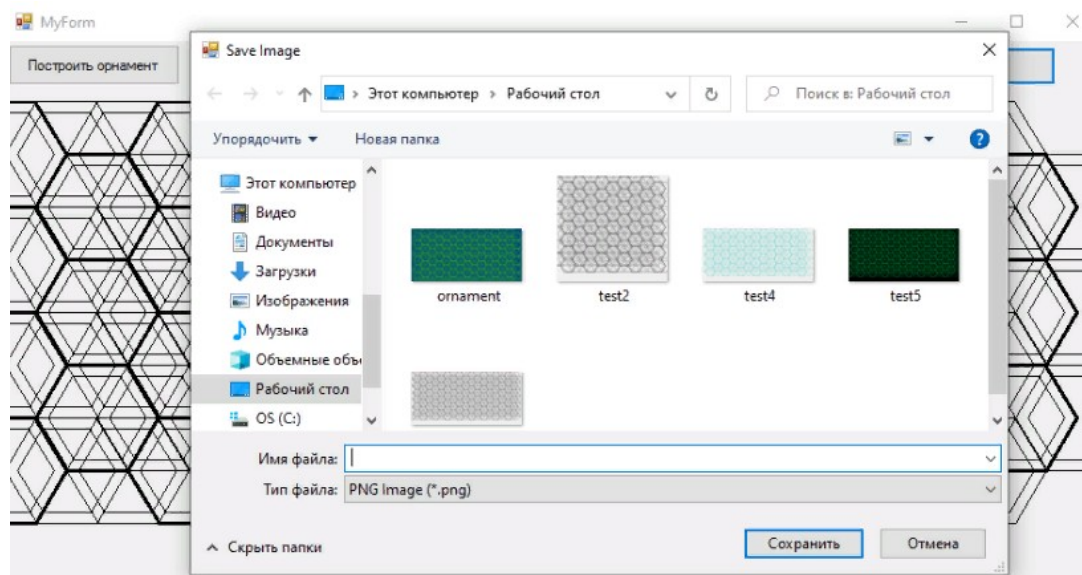 MyForm
Построить орнамент
Save Image
Этот компьютер › Рабочий стол
Поиск в: Рабочий стол
Упорядочить
Новая папка
Этот компьютер
Видео
Документы
Загрузки
Изображения
Музыка
Объемные объ
Рабочий стол
OS (C:)
ornament
test2
test4
test5
Имя файла:
Тип файла: PNG Image (*.png)
Скрыть папки
Сохранить
Отмена